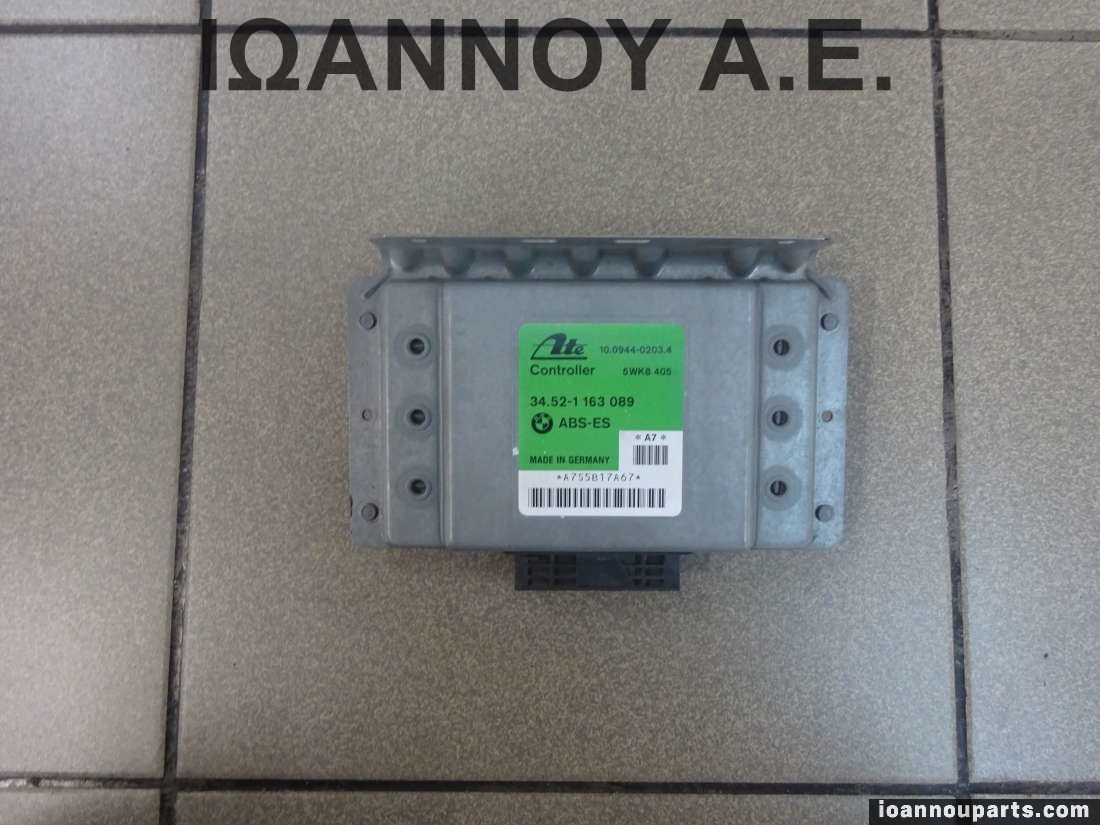 ΙΩΑΝΝΟΥ Α.Ε.
Ate 10.0944-0203.4
Controller 5WK8 405
34.52-1 163 089
ABS-ES
* A7 *
MADE IN GERMANY
*A7S5817A67*
ioannouparts.com